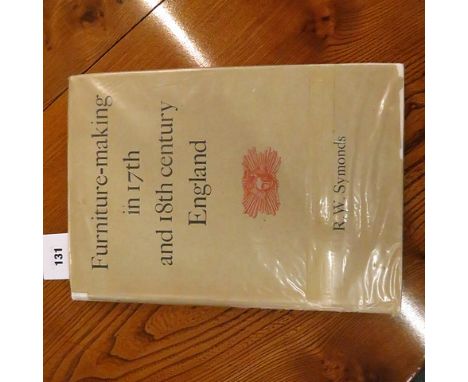 Furniture-making
in 17th
and 18th century
England
R.W. Symonds
131